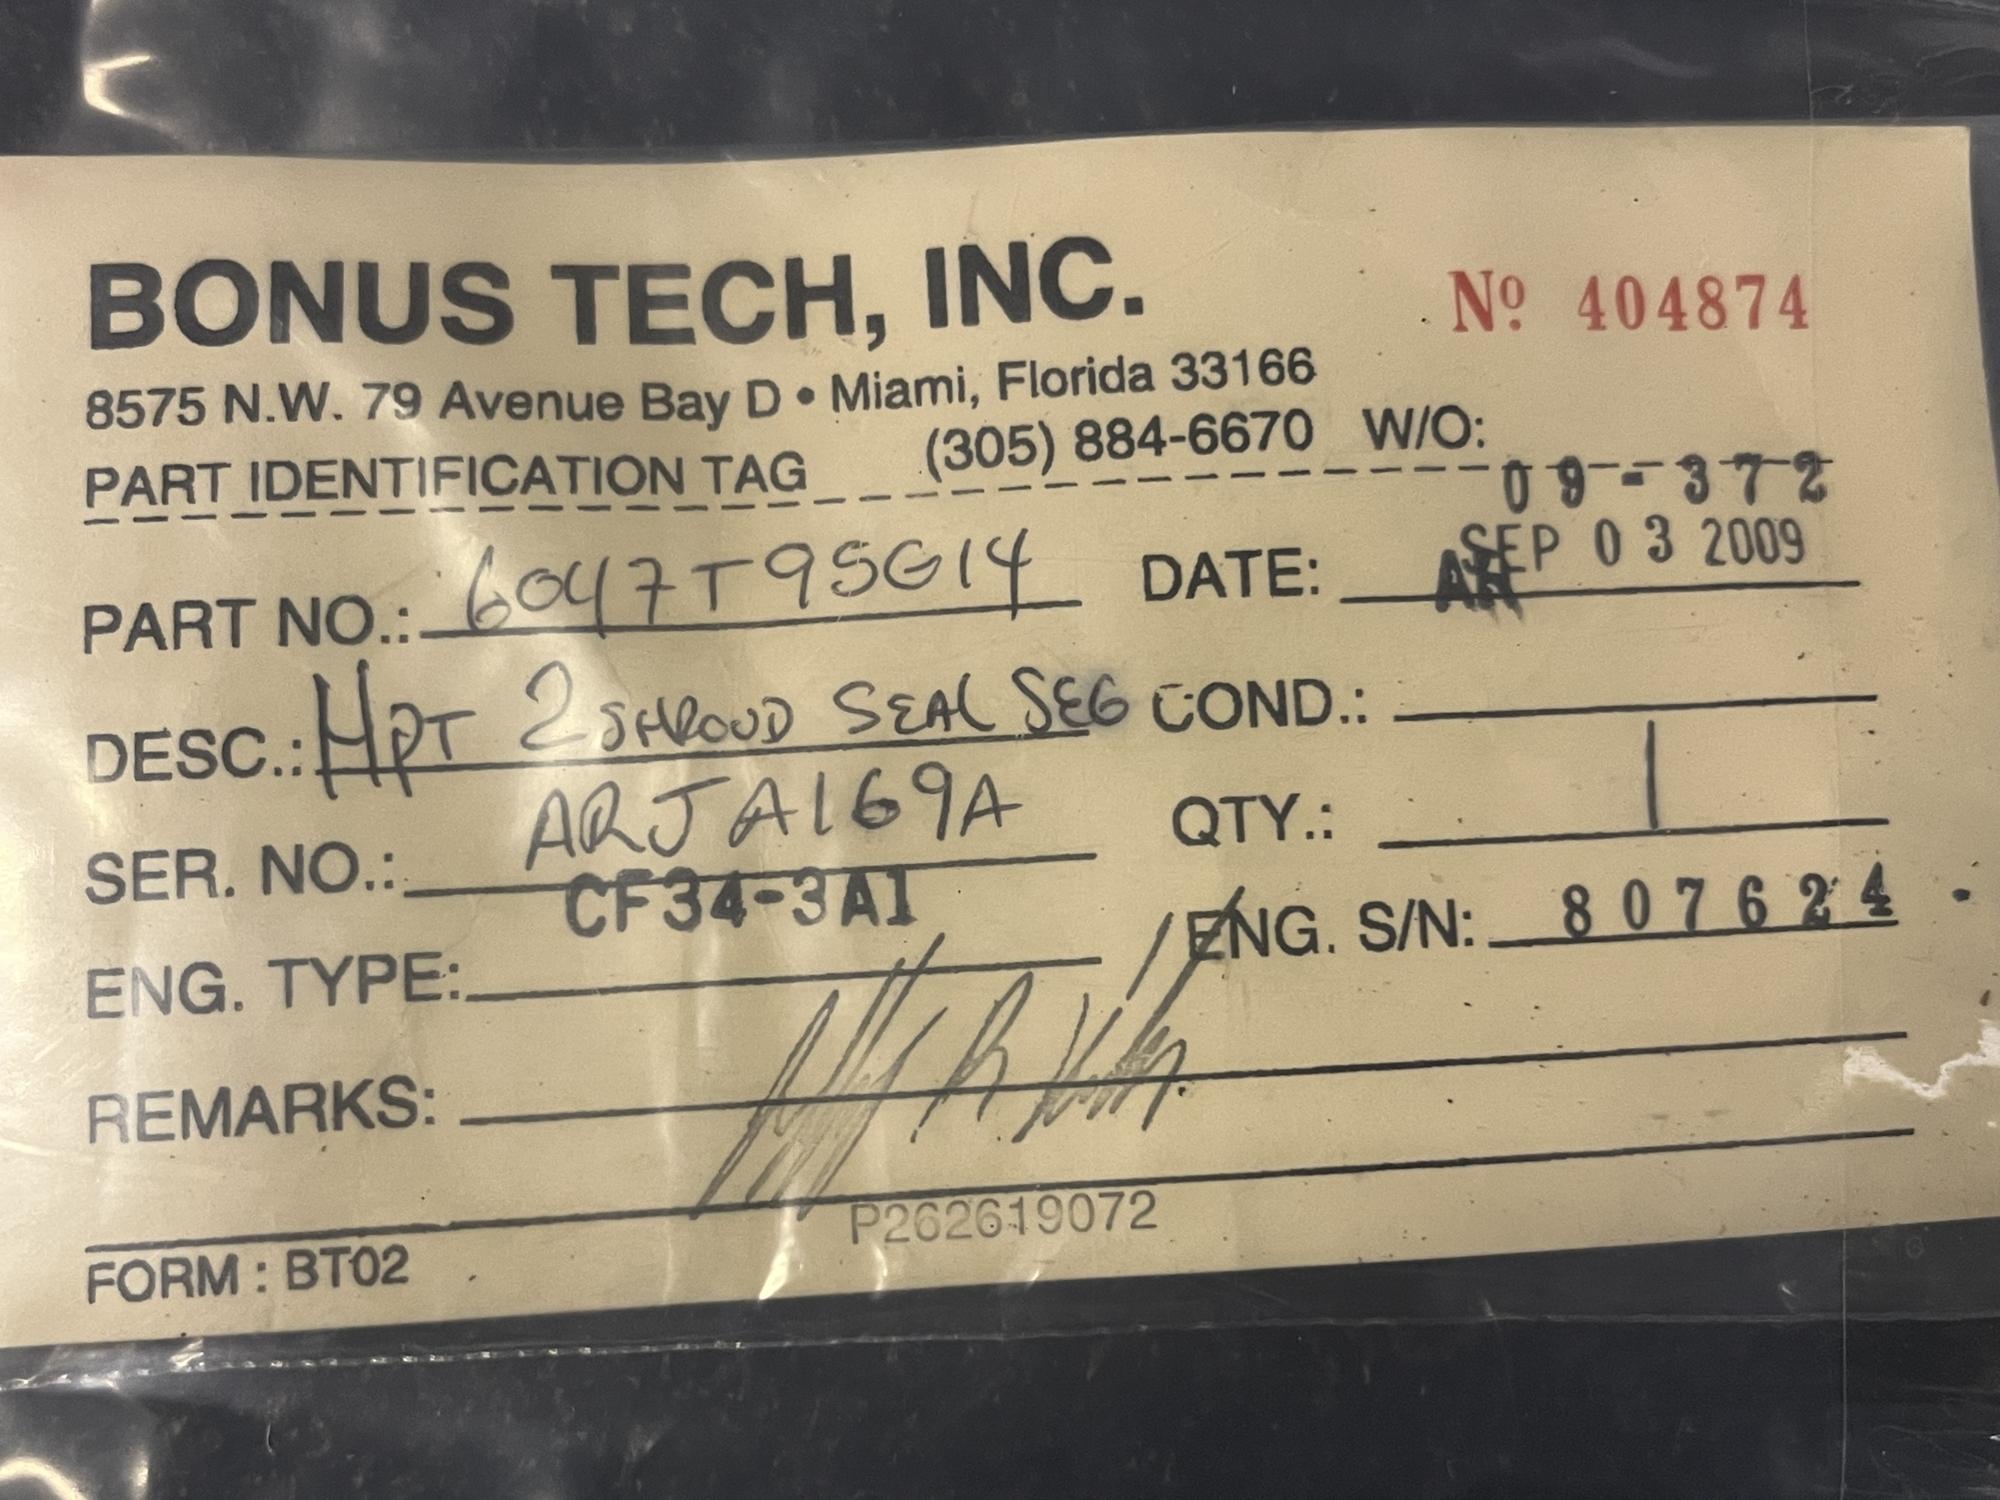 BONUS TECH, INC.
Nº 404874
8575 N.W. 79 Avenue Bay D • Miami, Florida 33166
PART IDENTIFICATION TAG (305) 884-6670 W/O: 09-372
PART NO.: 6047T95G14 DATE: SEP 03 2009
DESC.: HPT 2 SHROUD SEAL SEG COND.:
SER. NO.: ARJA169A QTY.: 1
ENG. TYPE: CF34-3A1 ENG. S/N: 807624
REMARKS:
P262619072
FORM : BT02